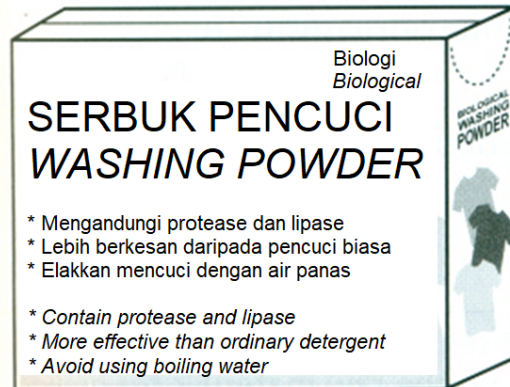 Biologi
Biological
SERBUK PENCUCI
WASHING POWDER
* Mengandungi protease dan lipase
* Lebih berkesan daripada pencuci biasa
* Elakkan mencuci dengan air panas
* Contain protease and lipase
* More effective than ordinary detergent
* Avoid using boiling water
BIOLOGICAL
WASHING
POWDER